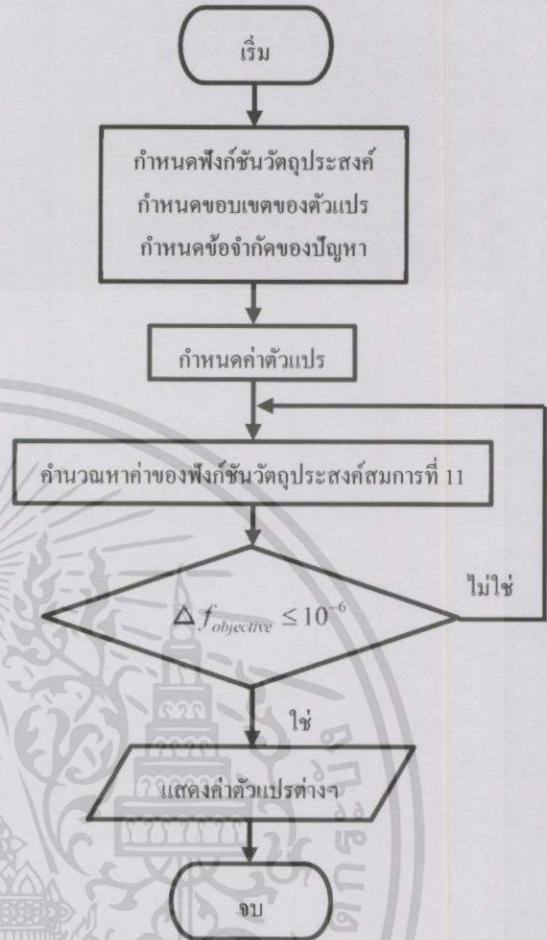 เริ่ม
กำหนดฟังก์ชันวัตถุประสงค์
กำหนดขอบเขตของตัวแปร
กำหนดข้อจำกัดของปัญหา
กำหนดค่าตัวแปร
คำนวณหาค่าของฟังก์ชันวัตถุประสงค์สมการที่ 11
ไม่ใช่
△ f_objective ≤ 10⁻⁶
ใช่
แสดงค่าตัวแปรต่างๆ
จบ